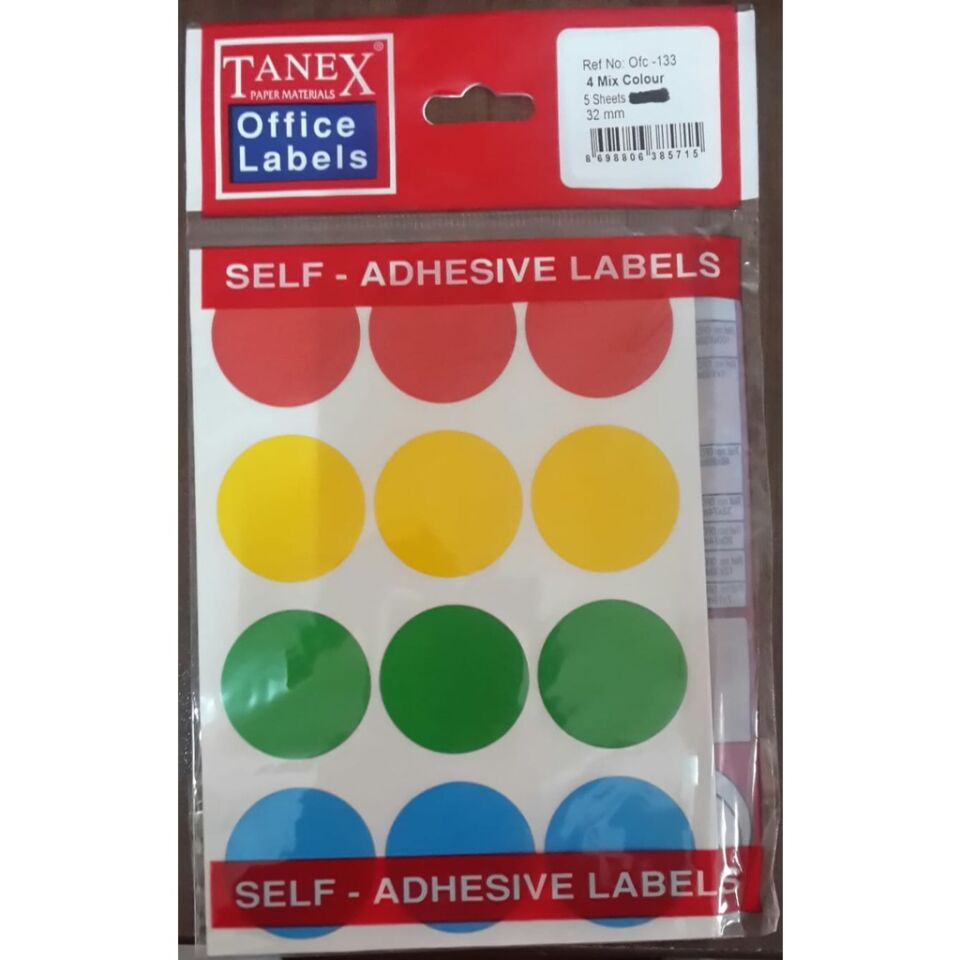 TANEX®
PAPER MATERIALS
Office
Labels
Ref No: Ofc -133
4 Mix Colour
5 Sheets
32 mm
8 698806 385715
SELF - ADHESIVE LABELS
SELF - ADHESIVE LABELS